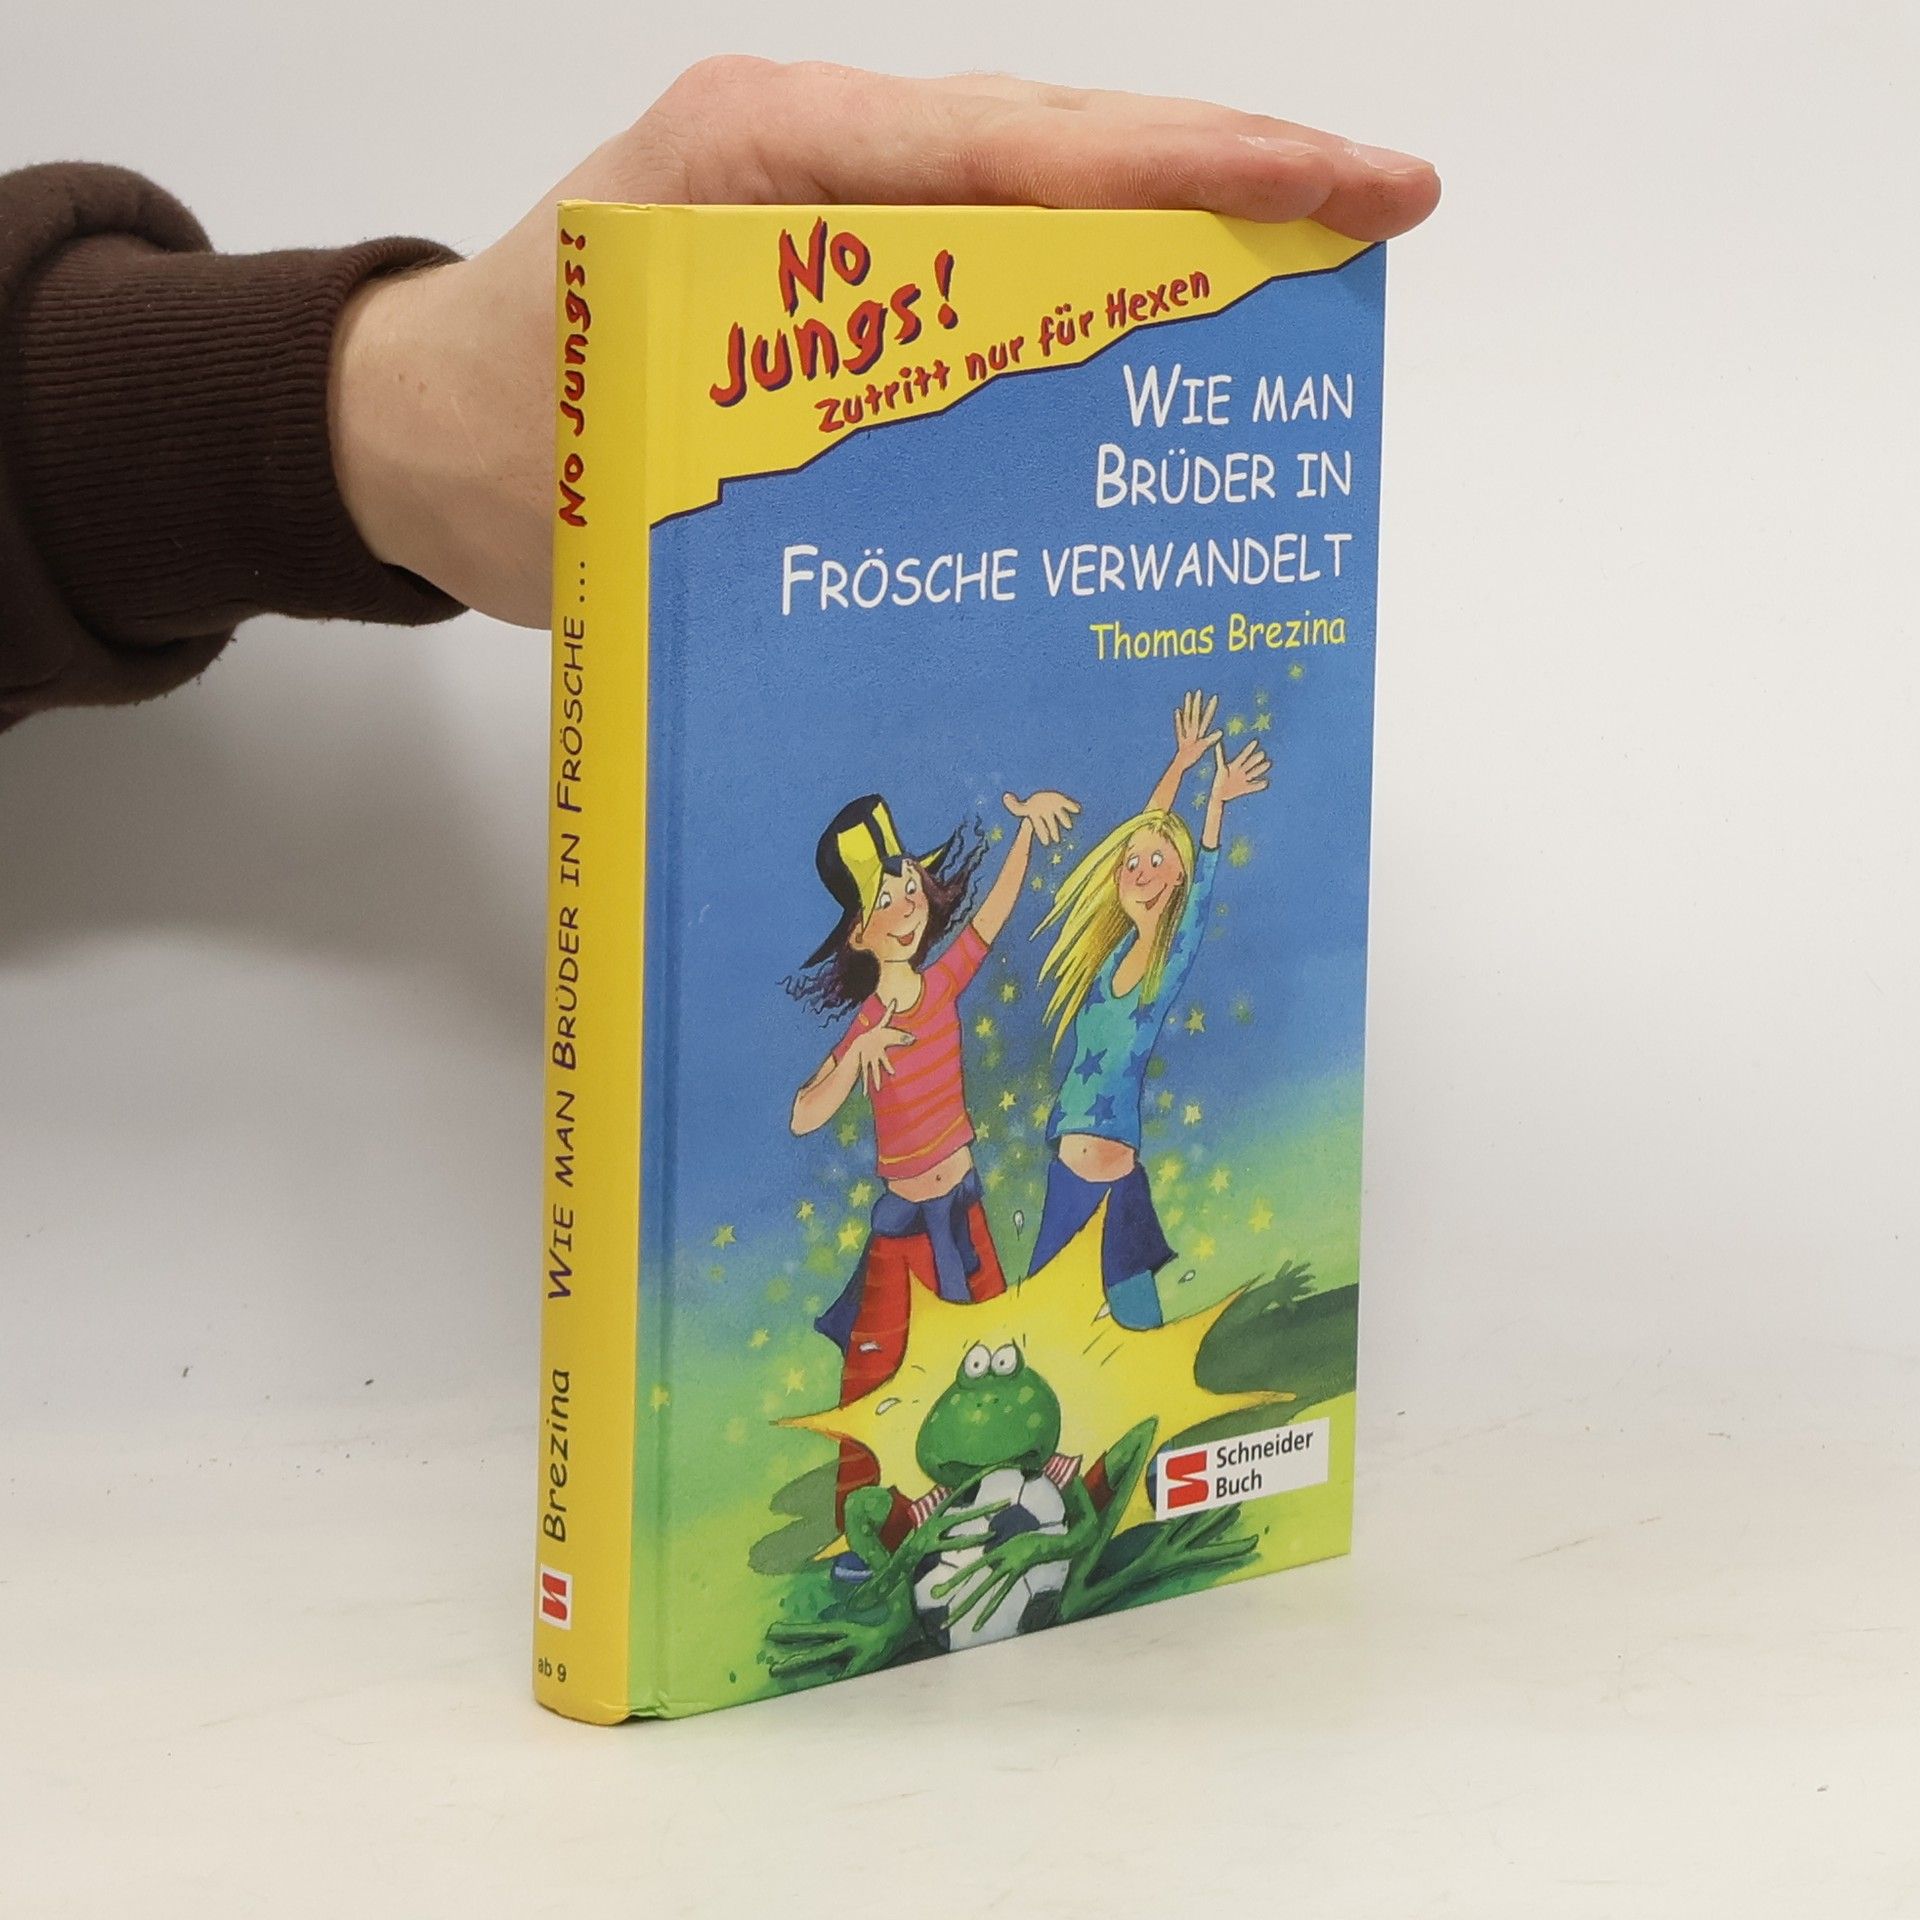 No
Jungs!
Zutritt nur für Hexen
WIE MAN
BRÜDER IN
FRÖSCHE VERWANDELT
Thomas Brezina
Schneider
Buch
Brezina WIE MAN BRÜDER IN FRÖSCHE ... No Jungs!
ab 9